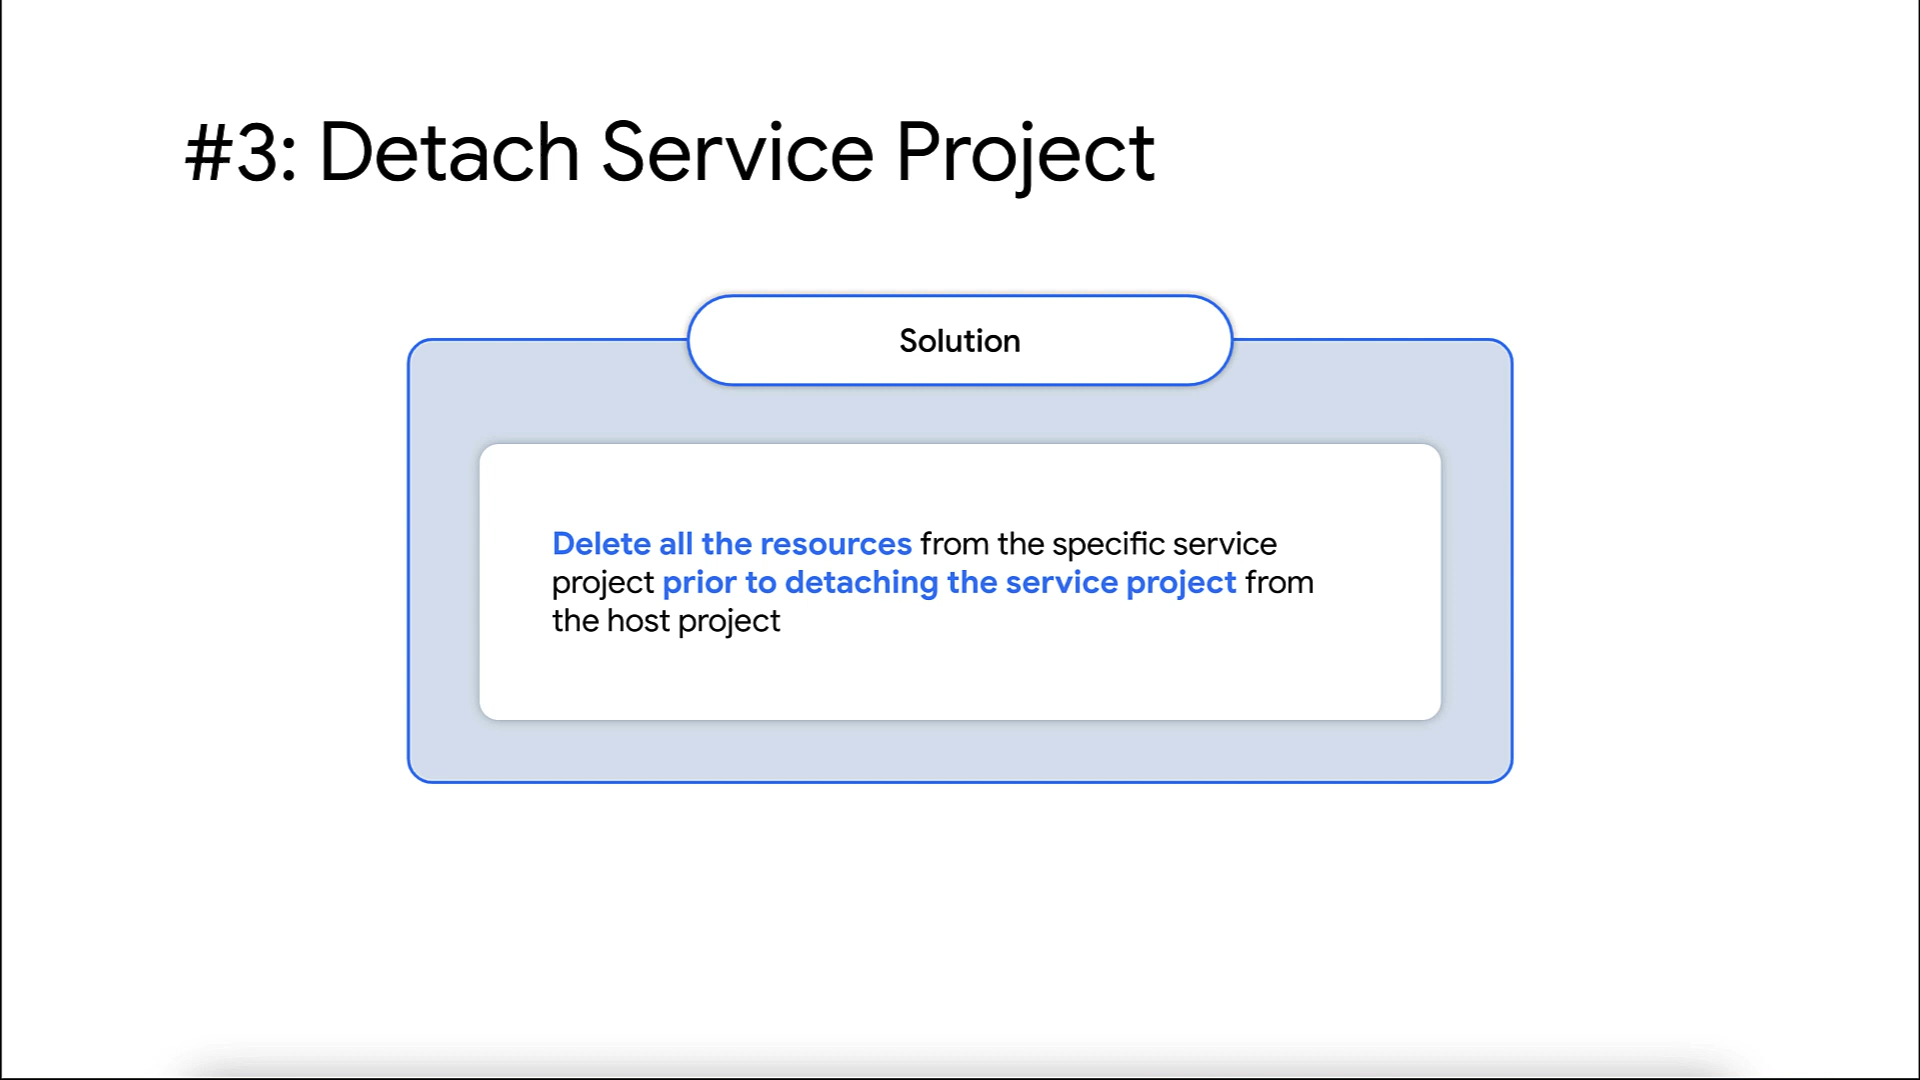 #3: Detach Service Project
Solution
Delete all the resources from the specific service
project prior to detaching the service project from
the host project